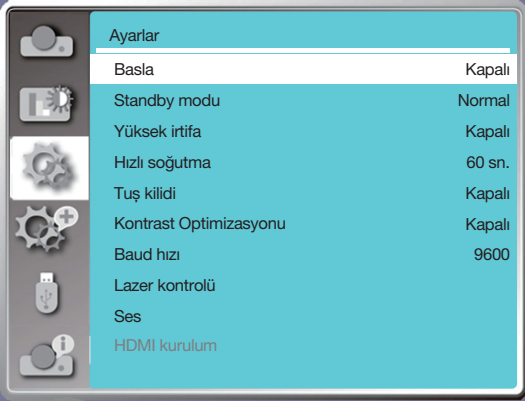 Ayarlar
Basla Kapalı
Standby modu Normal
Yüksek irtifa Kapalı
Hızlı soğutma 60 sn.
Tuş kilidi Kapalı
Kontrast Optimizasyonu Kapalı
Baud hızı 9600
Lazer kontrolü
Ses
HDMI kurulum